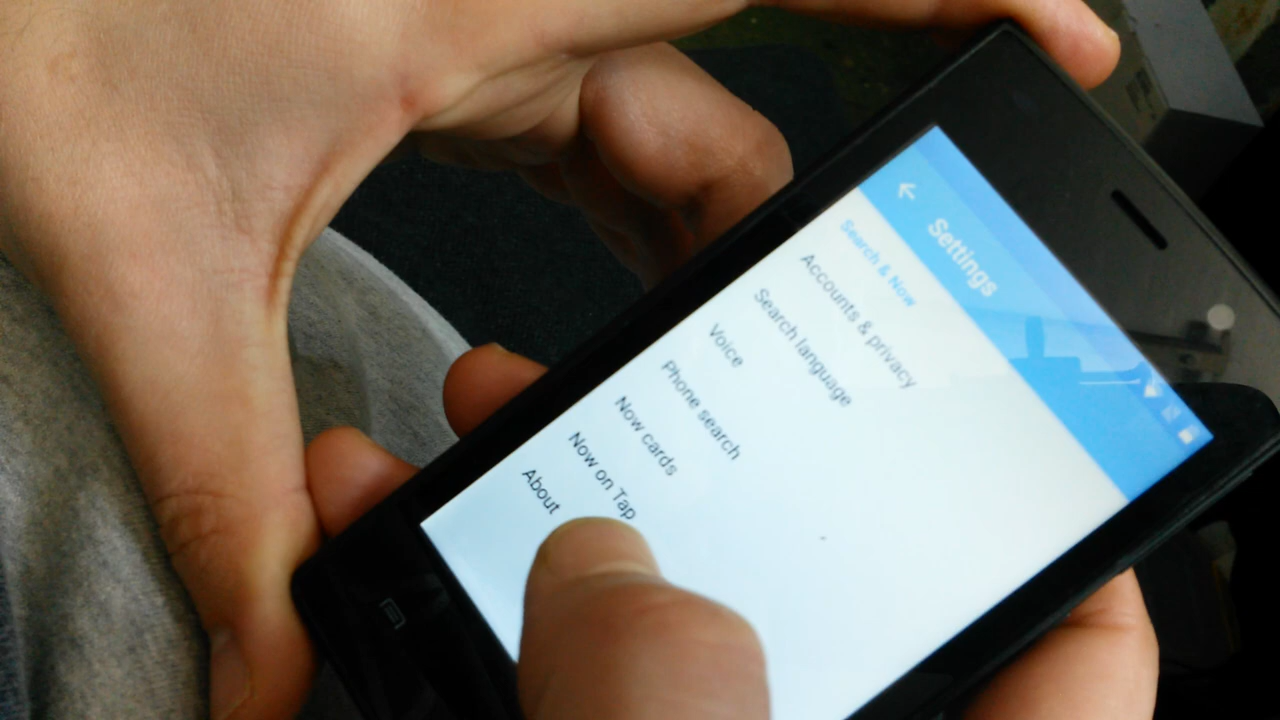 Settings
Search & Now
Accounts & privacy
Search language
Voice
Phone search
Now cards
Now on Tap
About